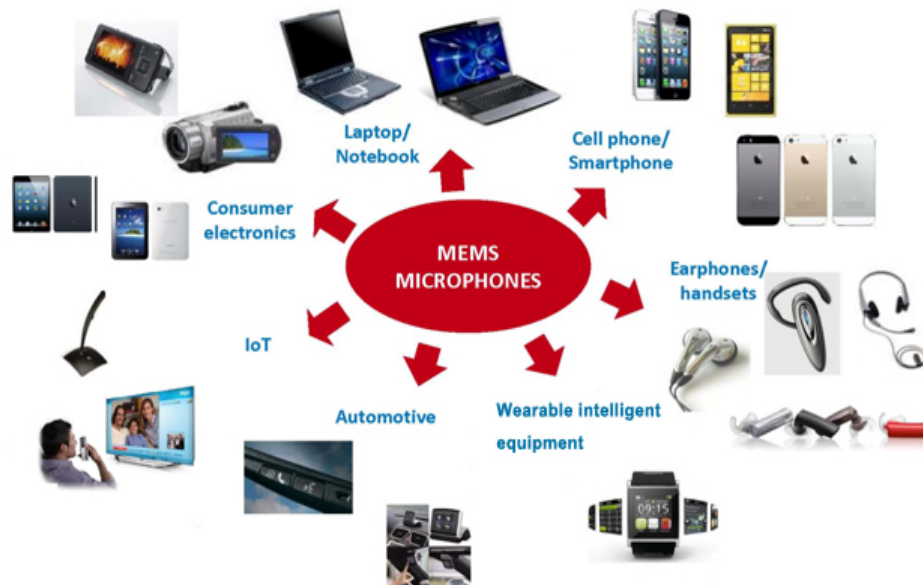 Laptop/
Notebook
Cell phone/
Smartphone
Consumer
electronics
MEMS
MICROPHONES
Earphones/
handsets
IoT
Automotive
Wearable intelligent
equipment
09:15